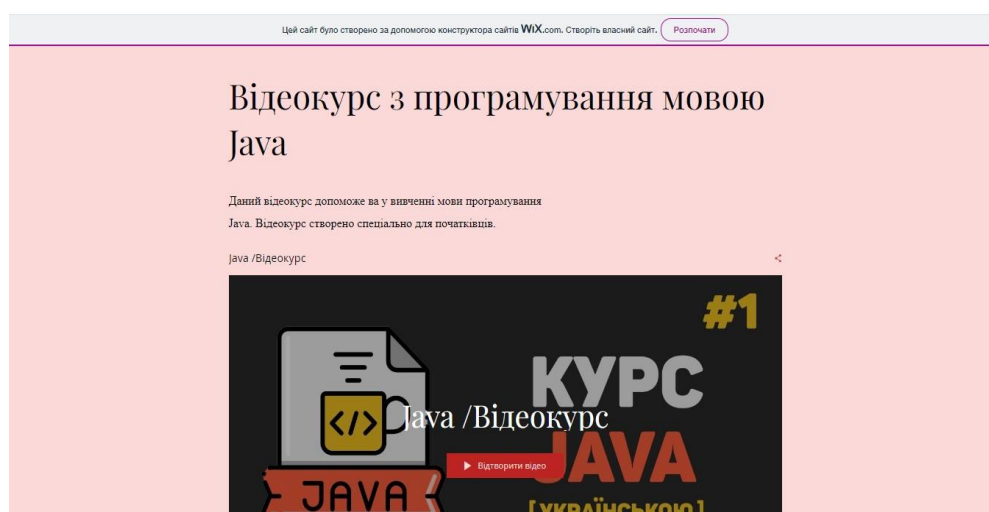 Цей сайт було створено за допомогою конструктора сайтів WiX.com. Створіть власний сайт. Розпочати
Відеокурс з програмування мовою
Java
Даний відеокурс допоможе ва у вивченні мови програмування
Java. Відеокурс створено спеціально для початківців.
Java /Відеокурс
#1
КУРС
</>
Java /Відеокурс
JAVA
Відтворити відео
JAVA
[УКРАЇНСЬКОЮ]